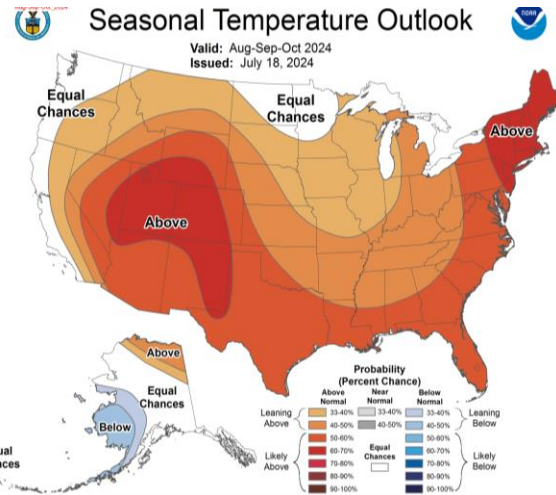 Seasonal Temperature Outlook
Valid: Aug-Sep-Oct 2024
Issued: July 18, 2024
NOAA
Equal
Chances
Equal
Chances
Above
Above
Above
Equal
Chances
Below
Probability
(Percent Chance)
Above
Normal
Near
Normal
Below
Normal
Leaning
Above
33-40%
33-40%
33-40%
Leaning
Below
40-50%
40-50%
40-50%
Likely
Above
50-60%
60-70%
70-80%
80-90%
90-100%
Equal
Chances
50-60%
60-70%
70-80%
80-90%
90-100%
Likely
Below
ual
nces